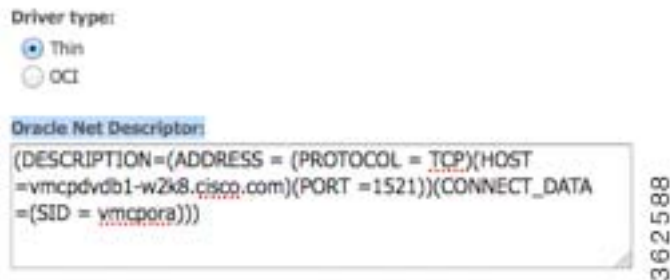 Driver type:
Thin
OCI
Oracle Net Descriptor:
(DESCRIPTION=(ADDRESS = (PROTOCOL = TCP)(HOST
=vmcpdvdb1-w2k8.cisco.com)(PORT =1521))(CONNECT_DATA
=(SID = vmcpora)))
362588